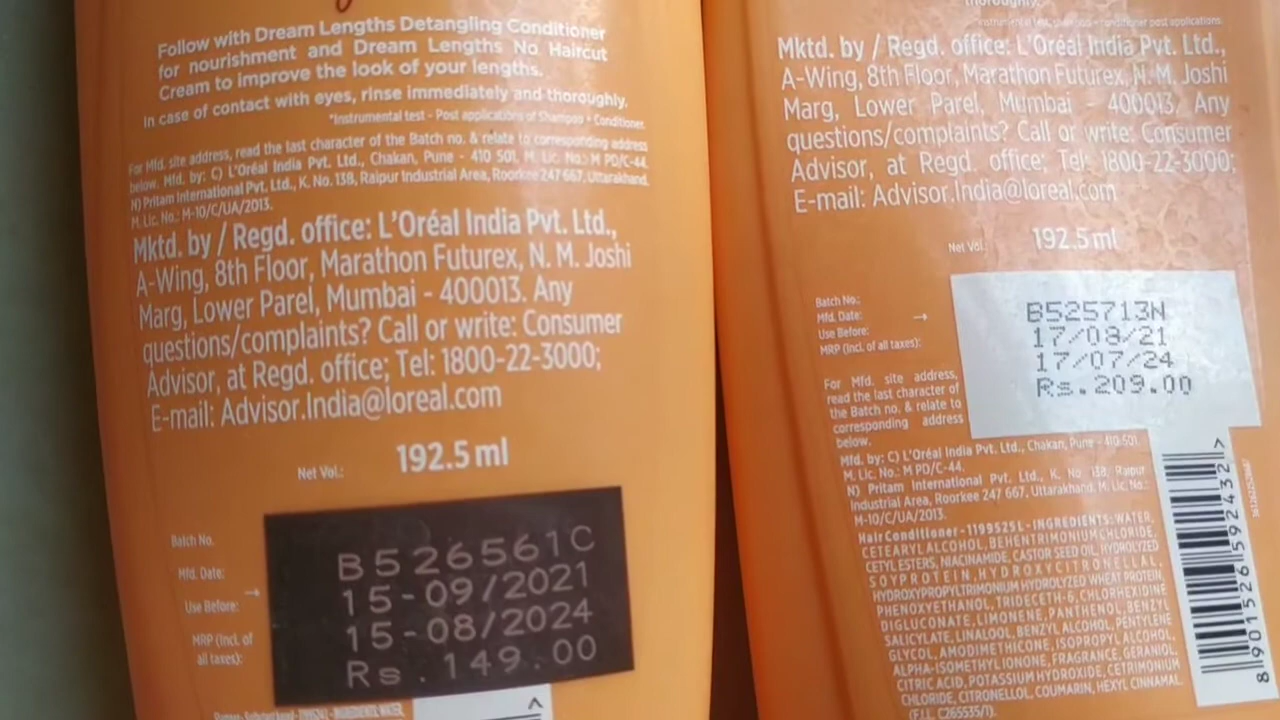 Follow with Dream Lengths Detangling Conditioner
for nourishment and Dream Lengths No Haircut
Cream to improve the look of your lengths.
In case of contact with eyes, rinse immediately and thoroughly.
*Instrumental test - Post applications of Shampoo + Conditioner.
For Mfd. site address, read the last character of the Batch no. & relate to corresponding address
below. Mfd. by: C) L'Oréal India Pvt. Ltd., Chakan, Pune - 410 501. M. Lic. No.: M PD/C-44.
N) Pritam International Pvt. Ltd., K. No. 138, Raipur Industrial Area, Roorkee 247 667, Uttarakhand.
M. Lic. No.: M-10/C/UA/2013.
Mktd. by / Regd. office: L'Oréal India Pvt. Ltd.,
A-Wing, 8th Floor, Marathon Futurex, N. M. Joshi
Marg, Lower Parel, Mumbai - 400013. Any
questions/complaints? Call or write: Consumer
Advisor, at Regd. office; Tel: 1800-22-3000;
E-mail: Advisor.India@loreal.com
Net Vol.: 192.5 ml
Batch No.
Mfd. Date:
Use Before: →
MRP (Incl. of
all taxes):
B526561C
15-09/2021
15-08/2024
Rs.149.00
thoroughly.
*Instrumental test, shampoo + conditioner post applications.
Mktd. by / Regd. office: L'Oréal India Pvt. Ltd.,
A-Wing, 8th Floor, Marathon Futurex, N. M. Joshi
Marg, Lower Parel, Mumbai - 400013. Any
questions/complaints? Call or write: Consumer
Advisor, at Regd. office; Tel: 1800-22-3000;
E-mail: Advisor.India@loreal.com
Net Vol.: 192.5 ml
Batch No.:
Mfd. Date: →
Use Before:
MRP (Incl. of all taxes):
B525713N
17/08/21
17/07/24
Rs.209.00
For Mfd. site address,
read the last character of
the Batch no. & relate to
corresponding address
below.
Mfd. by: C) L'Oréal India Pvt. Ltd., Chakan, Pune - 410 501.
M. Lic. No.: M PD/C-44.
N) Pritam International Pvt. Ltd., K. No. 138, Raipur
Industrial Area, Roorkee 247 667, Uttarakhand. M. Lic. No.:
M-10/C/UA/2013.
Hair Conditioner - 1199525 L - INGREDIENTS: WATER,
CETEARYL ALCOHOL, BEHENTRIMONIUM CHLORIDE,
CETYL ESTERS, NIACINAMIDE, CASTOR SEED OIL, HYDROLYZED
SOY PROTEIN, HYDROXYCITRONELLAL,
HYDROXYPROPYLTRIMONIUM HYDROLYZED WHEAT PROTEIN,
PHENOXYETHANOL, TRIDECETH-6, CHLORHEXIDINE
DIGLUCONATE, LIMONENE, PANTHENOL, BENZYL
SALICYLATE, LINALOOL, BENZYL ALCOHOL, PENTYLENE
GLYCOL, AMODIMETHICONE, ISOPROPYL ALCOHOL,
ALPHA-ISOMETHYL IONONE, FRAGRANCE, GERANIOL,
CITRIC ACID, POTASSIUM HYDROXIDE, CETRIMONIUM
CHLORIDE, CITRONELLOL, COUMARIN, HEXYL CINNAMAL.
(F.I.L. C265535/1).
8 901526 592432 >